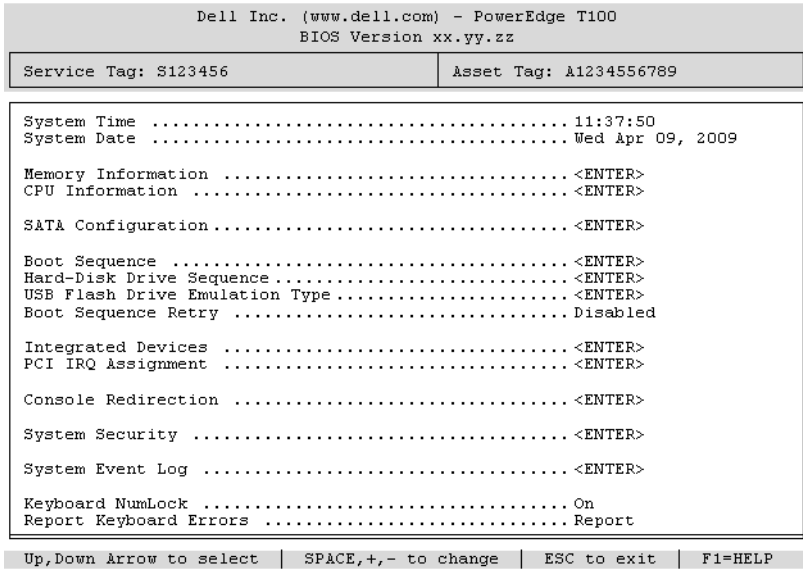 Dell Inc. (www.dell.com) - PowerEdge T100
BIOS Version xx.yy.zz
Service Tag: S123456 Asset Tag: A1234556789
System Time ......................................... 11:37:50
System Date ......................................... Wed Apr 09, 2009
Memory Information .................................. <ENTER>
CPU Information ..................................... <ENTER>
SATA Configuration................................... <ENTER>
Boot Sequence ....................................... <ENTER>
Hard-Disk Drive Sequence............................. <ENTER>
USB Flash Drive Emulation Type....................... <ENTER>
Boot Sequence Retry ................................. Disabled
Integrated Devices .................................. <ENTER>
PCI IRQ Assignment .................................. <ENTER>
Console Redirection ................................. <ENTER>
System Security ..................................... <ENTER>
System Event Log .................................... <ENTER>
Keyboard NumLock .................................... On
Report Keyboard Errors .............................. Report
Up,Down Arrow to select | SPACE,+,- to change | ESC to exit | F1=HELP